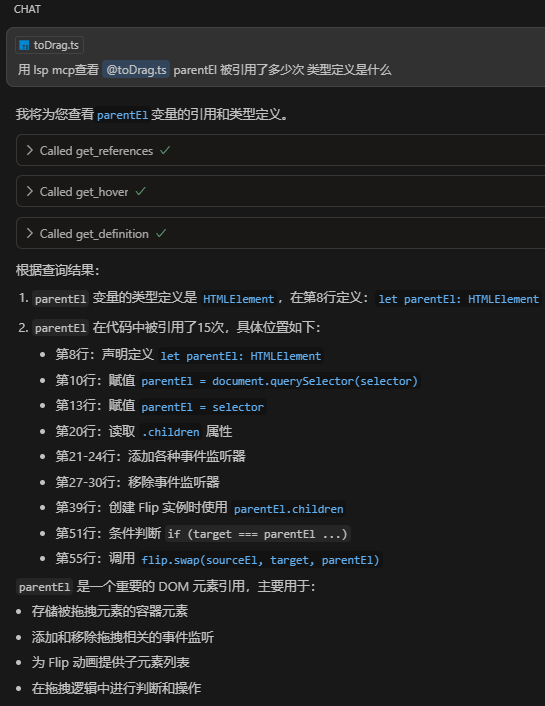 CHAT
toDrag.ts
用 lsp mcp查看 @toDrag.ts parentEl 被引用了多少次 类型定义是什么
我将为您查看 parentEl 变量的引用和类型定义。
Called get_references
Called get_hover
Called get_definition
根据查询结果：
1. parentEl 变量的类型定义是 HTMLElement，在第8行定义：let parentEl: HTMLElement
2. parentEl 在代码中被引用了15次，具体位置如下：
• 第8行：声明定义 let parentEl: HTMLElement
• 第10行：赋值 parentEl = document.querySelector(selector)
• 第13行：赋值 parentEl = selector
• 第20行：读取 .children 属性
• 第21-24行：添加各种事件监听器
• 第27-30行：移除事件监听器
• 第39行：创建 Flip 实例时使用 parentEl.children
• 第51行：条件判断 if (target === parentEl ...)
• 第55行：调用 flip.swap(sourceEl, target, parentEl)
parentEl 是一个重要的 DOM 元素引用，主要用于：
• 存储被拖拽元素的容器元素
• 添加和移除拖拽相关的事件监听
• 为 Flip 动画提供子元素列表
• 在拖拽逻辑中进行判断和操作